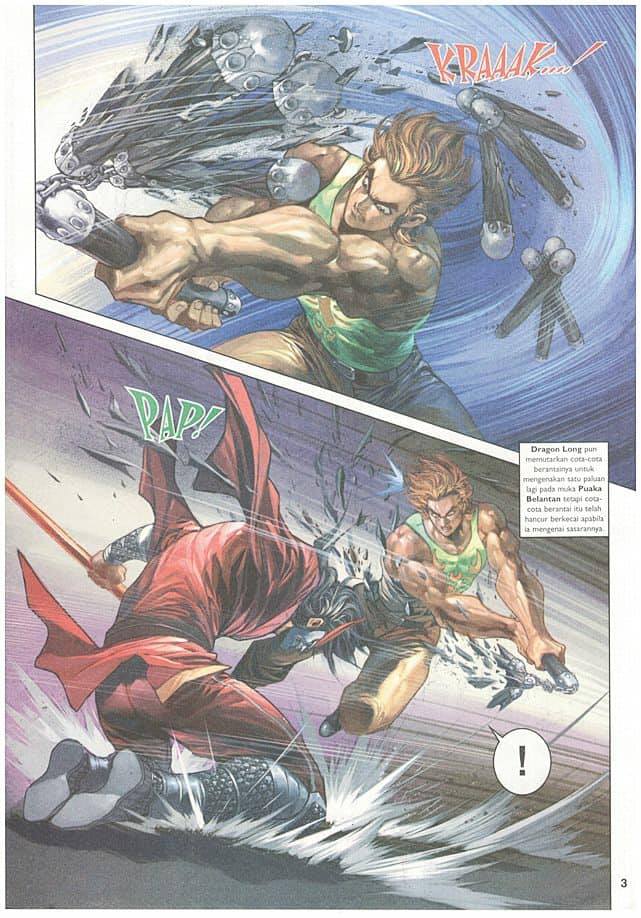 KRAAAK....!
PAP!
Dragon Long pun
memutarkan cota-cota
berantainya untuk
mengenakan satu paluan
lagi pada muka Puaka
Belantan tetapi cota-
cota berantai itu telah
hancur berkecai apabila
ia mengenai sasarannya.
!
3